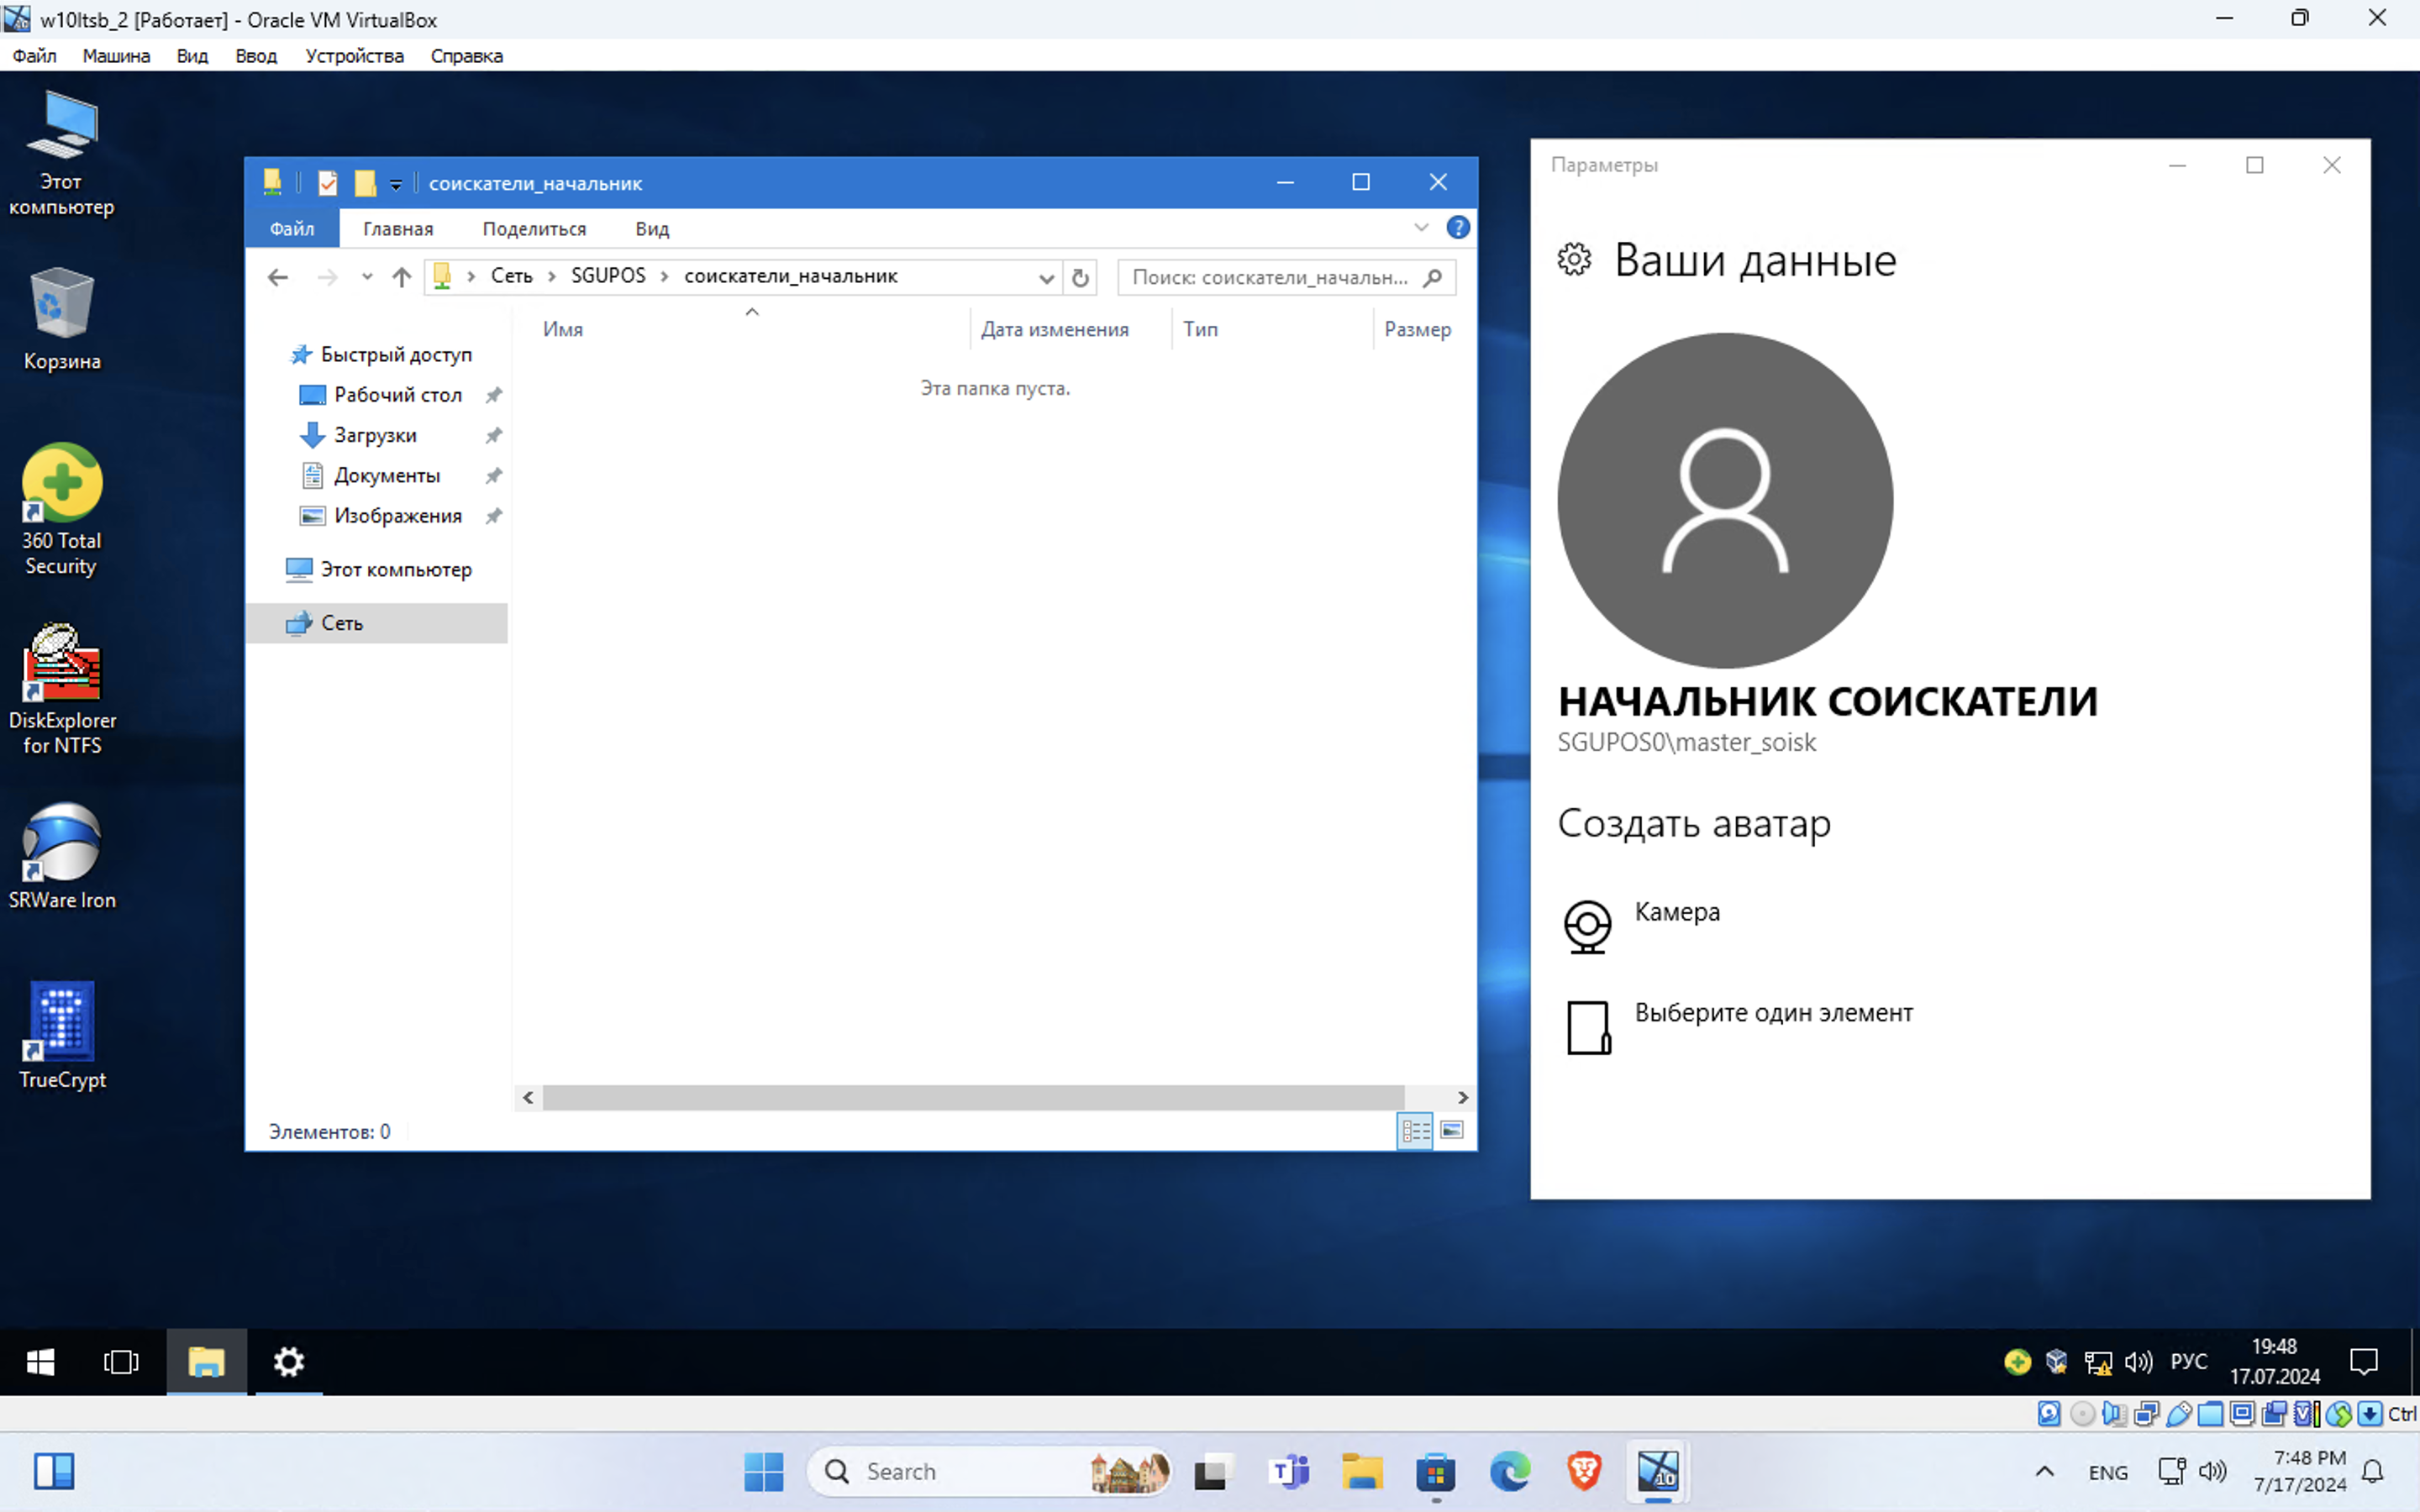 w10ltsb_2 [Работает] - Oracle VM VirtualBox
Файл Машина Вид Ввод Устройства Справка
Этот компьютер
Корзина
360 Total Security
DiskExplorer for NTFS
SRWare Iron
TrueCrypt
соискатели_начальник
Файл Главная Поделиться Вид
Сеть SGUPOS соискатели_начальник
Поиск: соискатели_начальн...
Имя Дата изменения Тип Размер
Эта папка пуста.
Быстрый доступ
Рабочий стол
Загрузки
Документы
Изображения
Этот компьютер
Сеть
Элементов: 0
Параметры
Ваши данные
НАЧАЛЬНИК СОИСКАТЕЛИ
SGUPOS0\master_soisk
Создать аватар
Камера
Выберите один элемент
РУС
19:48
17.07.2024
Ctrl
Search
ENG
7:48 PM
7/17/2024